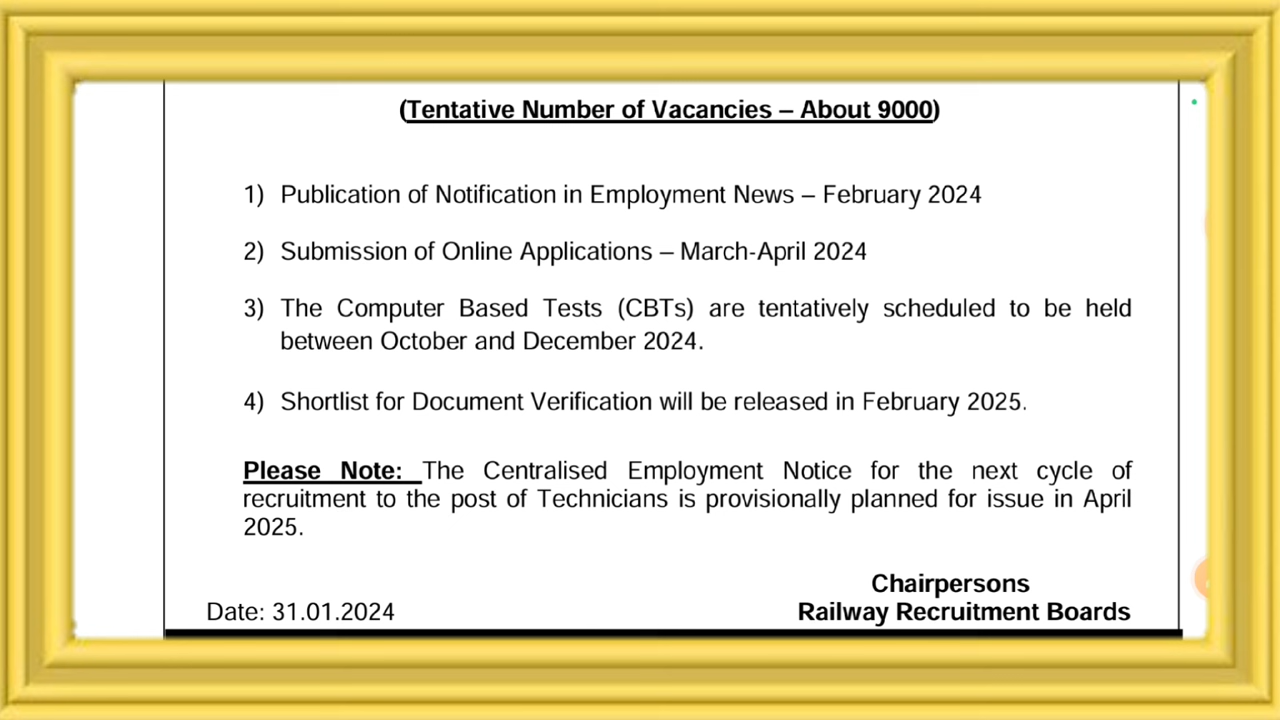 (Tentative Number of Vacancies – About 9000)
1) Publication of Notification in Employment News – February 2024
2) Submission of Online Applications – March-April 2024
3) The Computer Based Tests (CBTs) are tentatively scheduled to be held
between October and December 2024.
4) Shortlist for Document Verification will be released in February 2025.
Please Note: The Centralised Employment Notice for the next cycle of
recruitment to the post of Technicians is provisionally planned for issue in April
2025.
Chairpersons
Date: 31.01.2024 Railway Recruitment Boards